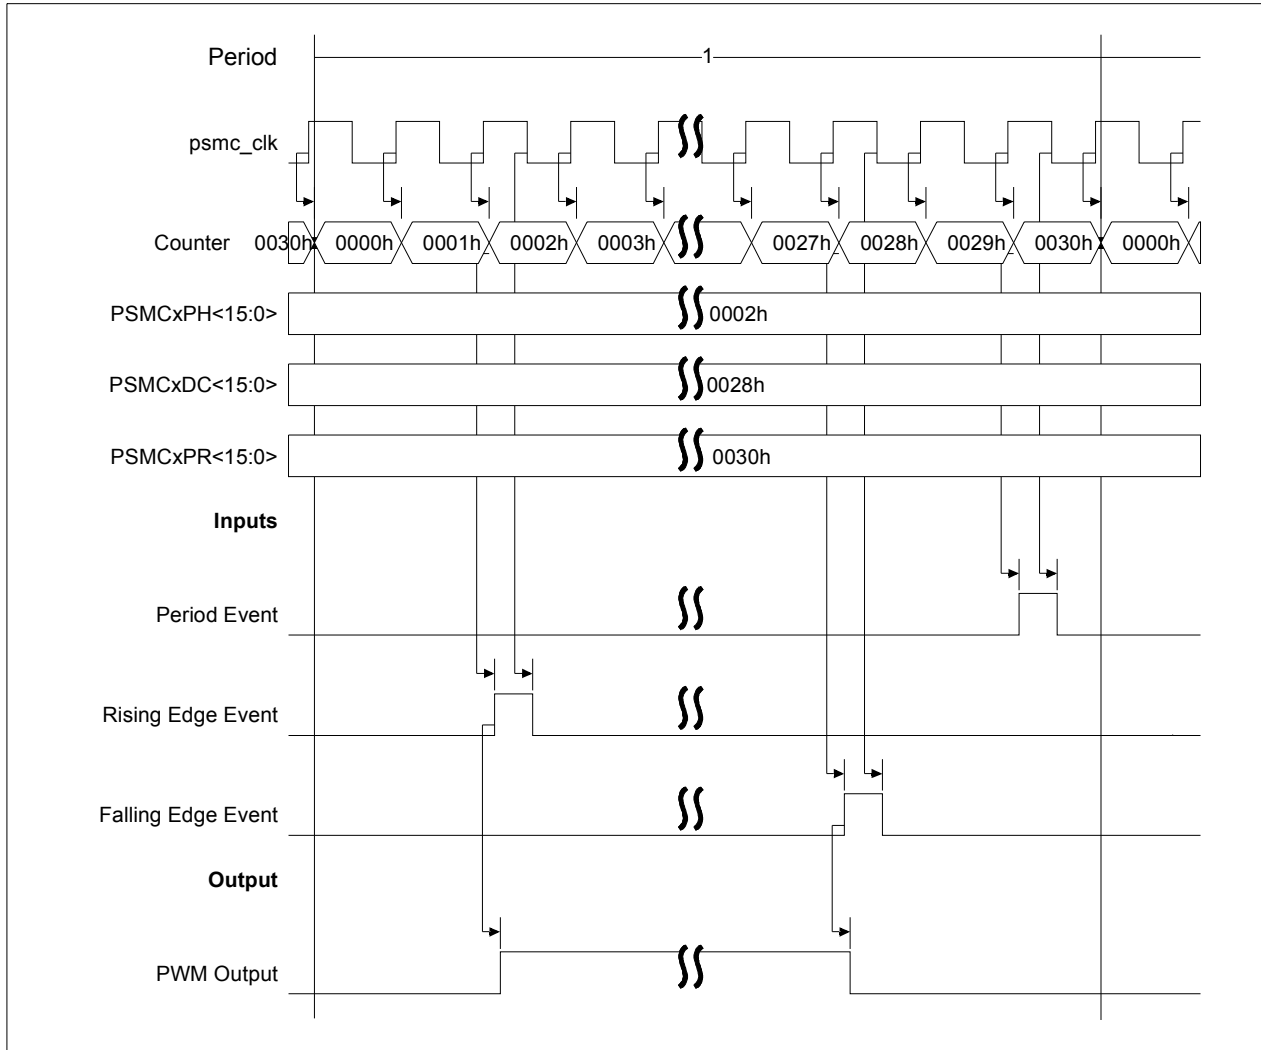 Period 1
psmc_clk
Counter 0030h 0000h 0001h 0002h 0003h 0027h 0028h 0029h 0030h 0000h
PSMCxPH<15:0> 0002h
PSMCxDC<15:0> 0028h
PSMCxPR<15:0> 0030h
Inputs
Period Event
Rising Edge Event
Falling Edge Event
Output
PWM Output